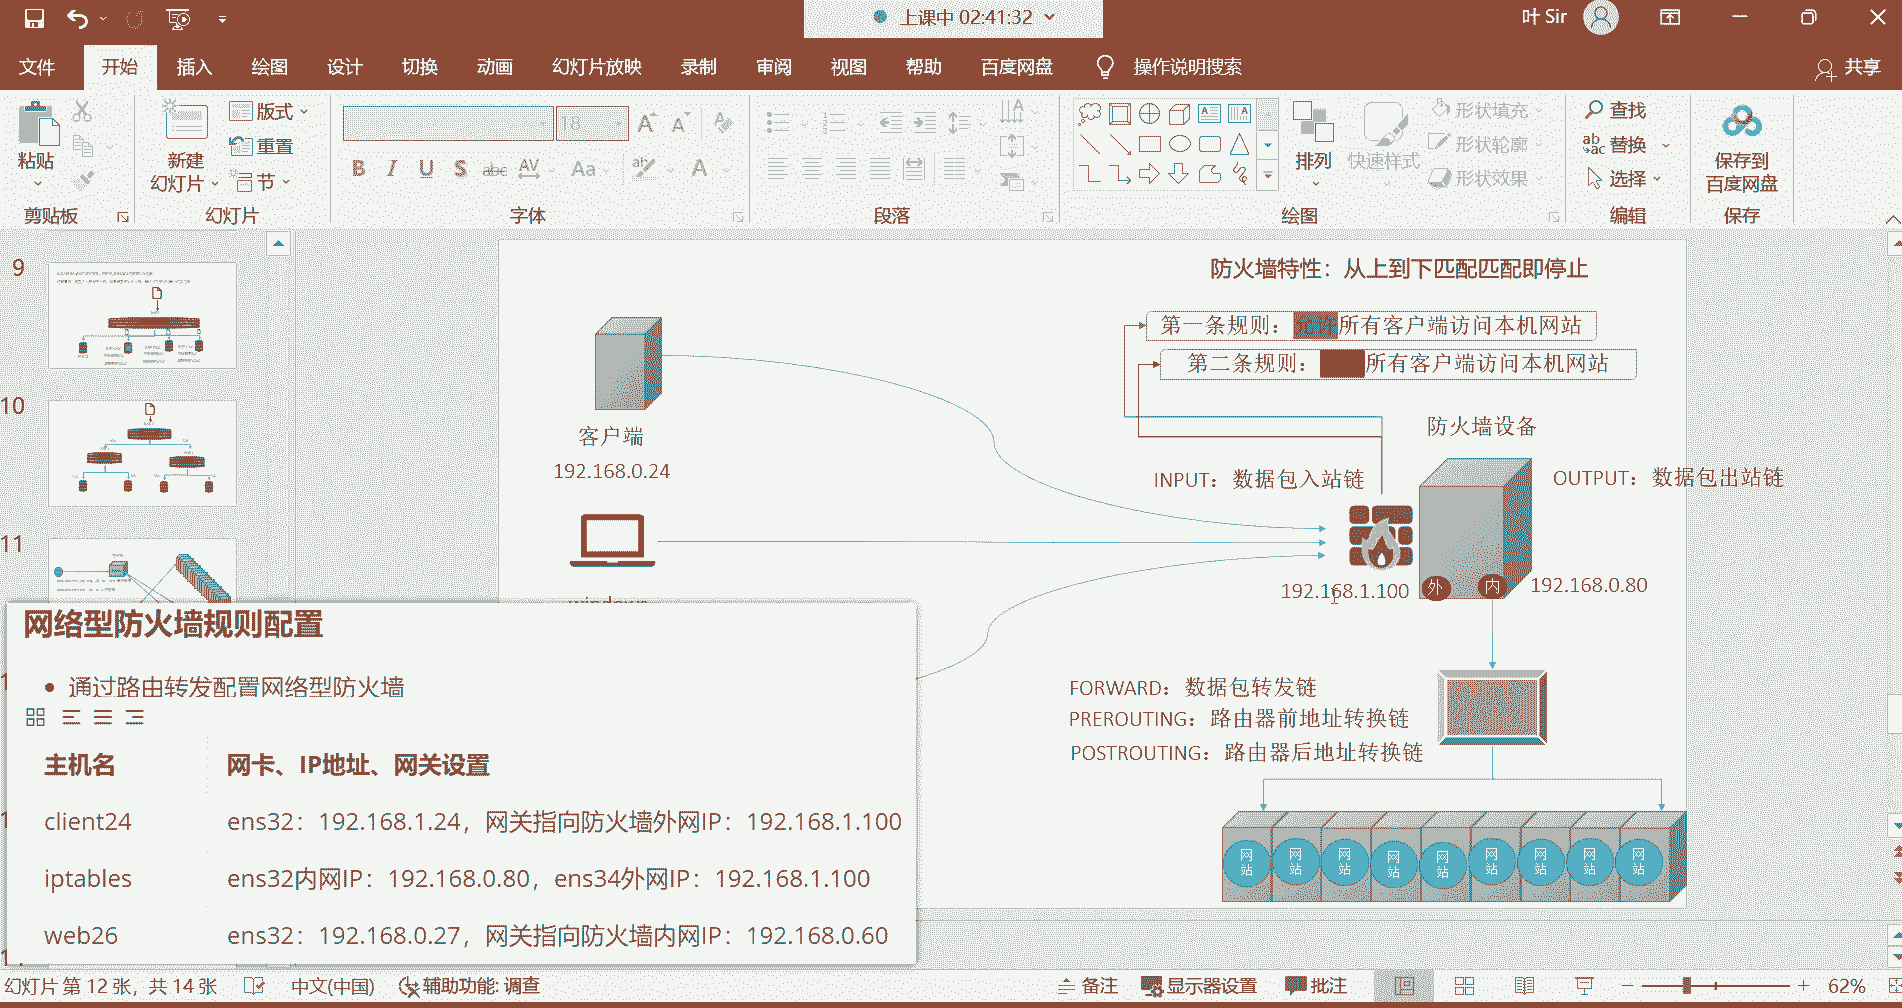 上课中 02:41:32
叶 Sir
文件 开始 插入 绘图 设计 切换 动画 幻灯片放映 录制 审阅 视图 帮助 百度网盘 操作说明搜索 共享
粘贴
剪贴板
新建
幻灯片
版式
重置
节
幻灯片
18
B I U S abc AV Aa A
字体
段落
排列
快速样式
形状填充
形状轮廓
形状效果
绘图
查找
替换
选择
编辑
保存到
百度网盘
保存
9
10
11
防火墙特性：从上到下匹配匹配即停止
第一条规则：允许所有客户端访问本机网站
第二条规则：
所有客户端访问本机网站
客户端
192.168.0.24
防火墙设备
INPUT：数据包入站链
OUTPUT：数据包出站链
192.168.1.100
外
内
192.168.0.80
FORWARD：数据包转发链
PREROUTING：路由器前地址转换链
POSTROUTING：路由器后地址转换链
网站 网站 网站 网站 网站 网站 网站 网站 网站
网络型防火墙规则配置
• 通过路由转发配置网络型防火墙
主机名 网卡、IP地址、网关设置
client24 ens32：192.168.1.24，网关指向防火墙外网IP：192.168.1.100
iptables ens32内网IP：192.168.0.80，ens34外网IP：192.168.1.100
web26 ens32：192.168.0.27，网关指向防火墙内网IP：192.168.0.60
幻灯片 第 12 张，共 14 张 中文(中国) 辅助功能: 调查 备注 显示器设置 批注 62%